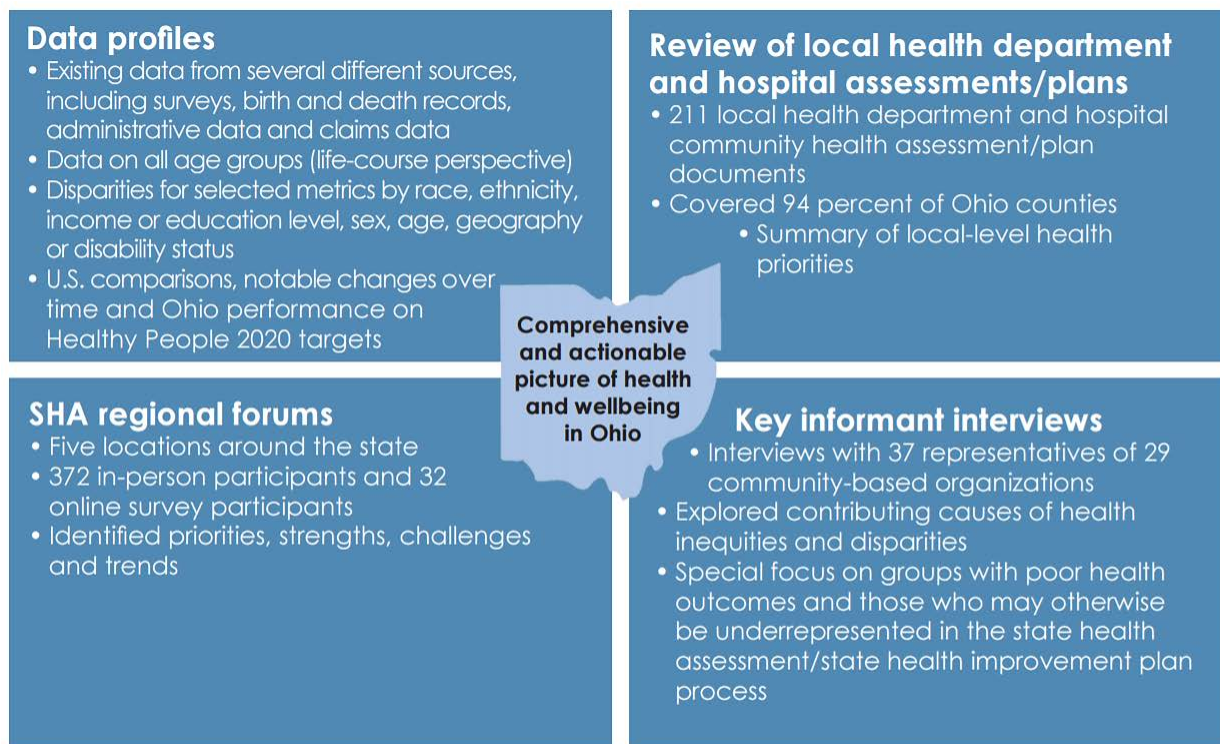 Data profiles
• Existing data from several different sources,
including surveys, birth and death records,
administrative data and claims data
• Data on all age groups (life-course perspective)
• Disparities for selected metrics by race, ethnicity,
income or education level, sex, age, geography
or disability status
• U.S. comparisons, notable changes over
time and Ohio performance on
Healthy People 2020 targets
Review of local health department
and hospital assessments/plans
• 211 local health department and hospital
community health assessment/plan
documents
• Covered 94 percent of Ohio counties
• Summary of local-level health
priorities
Comprehensive
and actionable
picture of health
and wellbeing
in Ohio
SHA regional forums
• Five locations around the state
• 372 in-person participants and 32
online survey participants
• Identified priorities, strengths, challenges
and trends
Key informant interviews
• Interviews with 37 representatives of 29
community-based organizations
• Explored contributing causes of health
inequities and disparities
• Special focus on groups with poor health
outcomes and those who may otherwise
be underrepresented in the state health
assessment/state health improvement plan
process